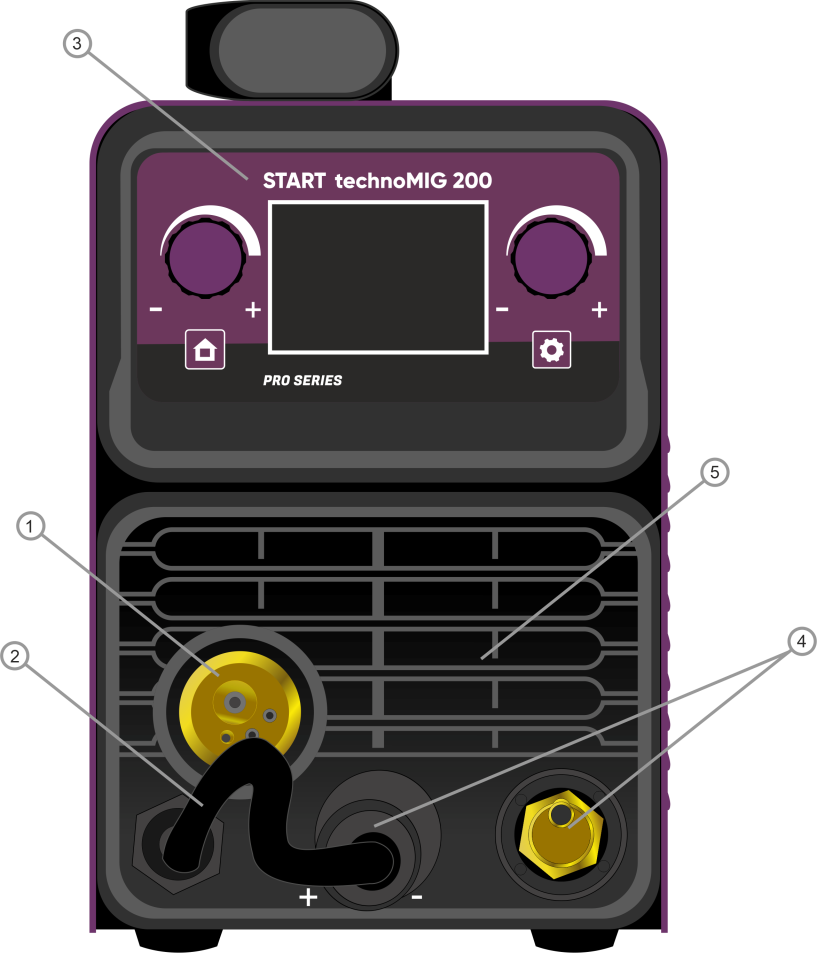 3
START technoMIG 200
- + - +
PRO SERIES
5
1
4
2
+ -